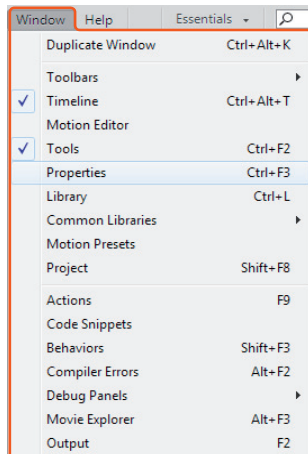 Window Help Essentials
Duplicate Window Ctrl+Alt+K
Toolbars
Timeline Ctrl+Alt+T
Motion Editor
Tools Ctrl+F2
Properties Ctrl+F3
Library Ctrl+L
Common Libraries
Motion Presets
Project Shift+F8
Actions F9
Code Snippets
Behaviors Shift+F3
Compiler Errors Alt+F2
Debug Panels
Movie Explorer Alt+F3
Output F2